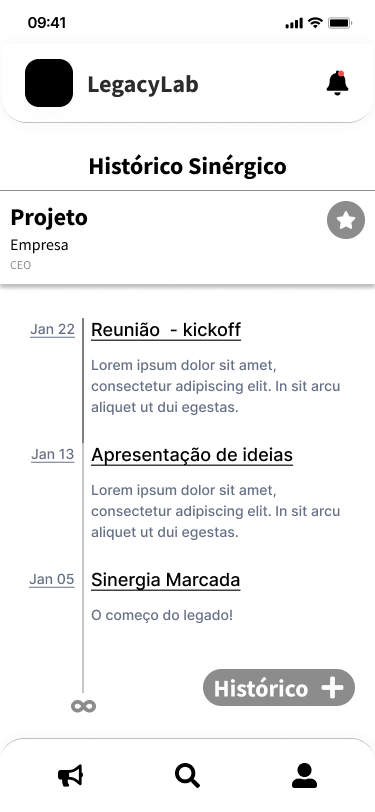 09:41
LegacyLab
Histórico Sinérgico
Projeto
Empresa
CEO
Jan 22
Reunião - kickoff
Lorem ipsum dolor sit amet,
consectetur adipiscing elit. In sit arcu
aliquet ut dui egestas.
Jan 13
Apresentação de ideias
Lorem ipsum dolor sit amet,
consectetur adipiscing elit. In sit arcu
aliquet ut dui egestas.
Jan 05
Sinergia Marcada
O começo do legado!
Histórico